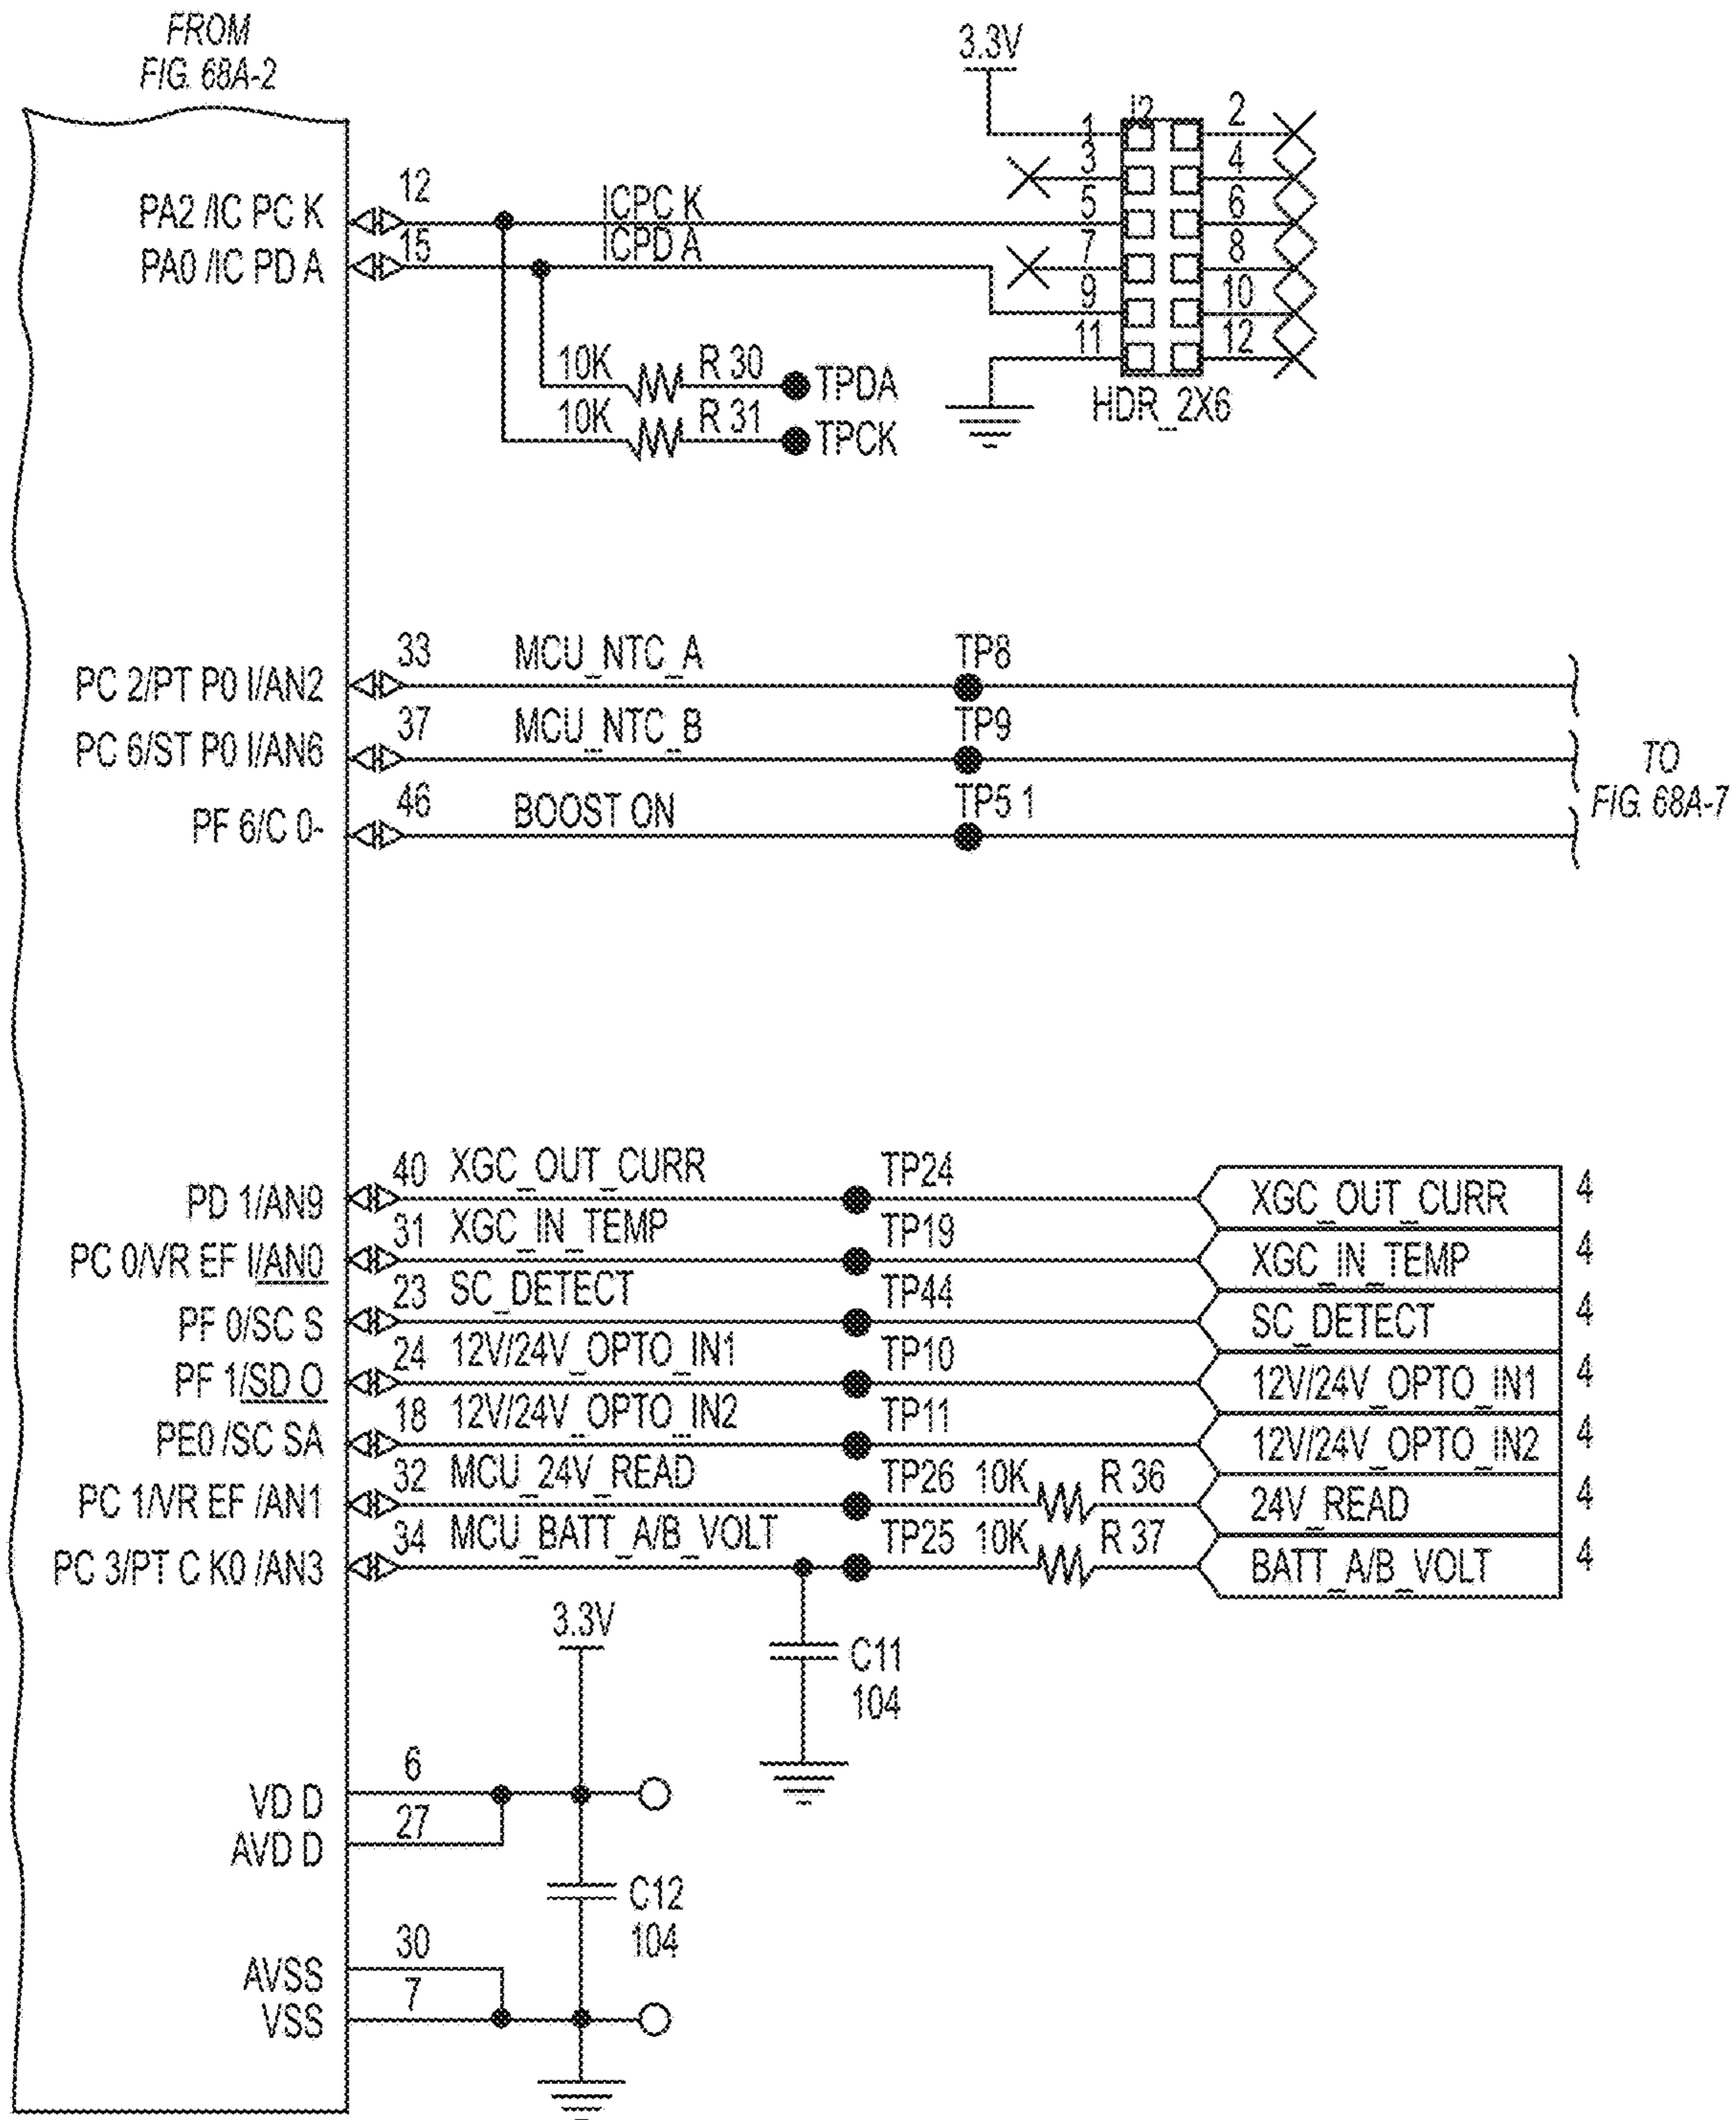 FROM
FIG. 68A-2
3.3V
J2
1 2
3 4
5 6
7 8
9 10
11 12
HDR_2X6
PA2 /IC PC K 12 ICPC K
PA0 /IC PD A 15 ICPD A
10K R 30 TPDA
10K R 31 TPCK
PC 2/PT P0 I/AN2 33 MCU_NTC_A TP8
PC 6/ST P0 I/AN6 37 MCU_NTC_B TP9
PF 6/C 0- 46 BOOST ON TP5 1
TO
FIG. 68A-7
PD 1/AN9 40 XGC_OUT_CURR TP24 XGC_OUT_CURR 4
PC 0/VR EF I/AN0 31 XGC_IN_TEMP TP19 XGC_IN_TEMP 4
PF 0/SC S 23 SC_DETECT TP44 SC_DETECT 4
PF 1/SD O 24 12V/24V_OPTO_IN1 TP10 12V/24V_OPTO_IN1 4
PE0 /SC SA 18 12V/24V_OPTO_IN2 TP11 12V/24V_OPTO_IN2 4
PC 1/VR EF /AN1 32 MCU_24V_READ TP26 10K R 36 24V_READ 4
PC 3/PT C K0 /AN3 34 MCU_BATT_A/B_VOLT TP25 10K R 37 BATT_A/B_VOLT 4
3.3V
C11
104
VD D 6
AVD D 27
C12
104
AVSS 30
VSS 7